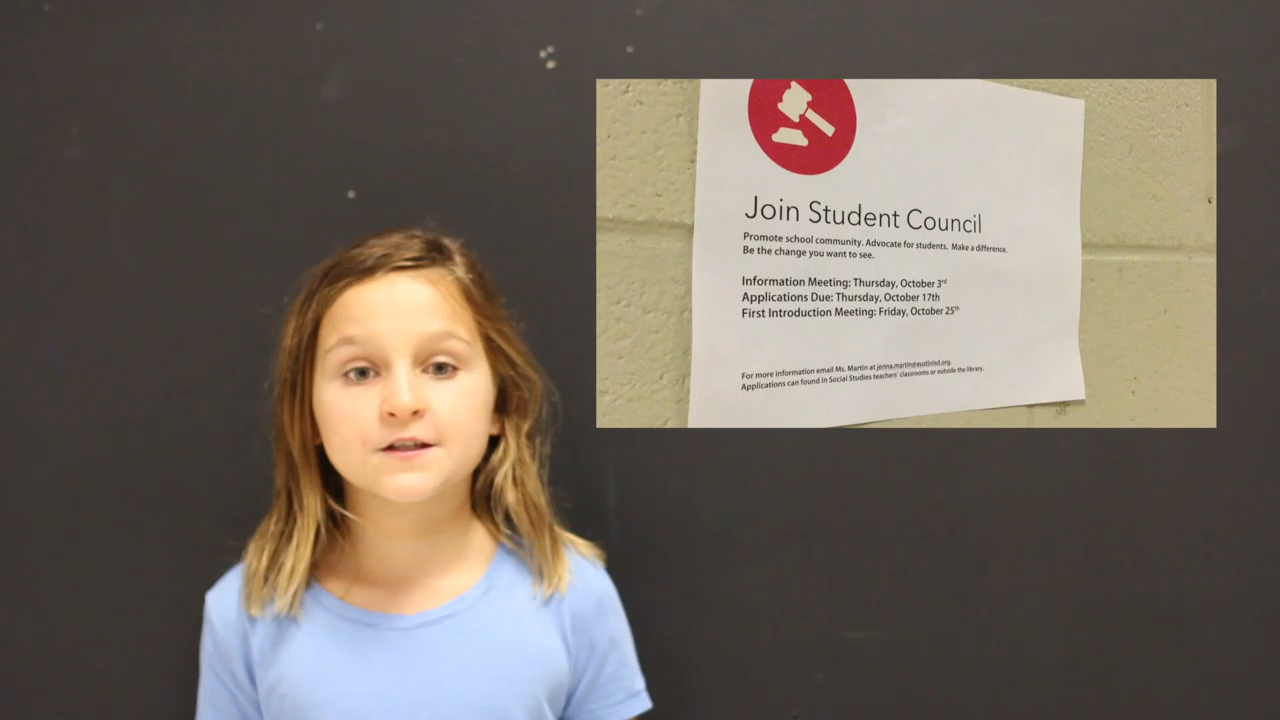 Join Student Council
Promote school community. Advocate for students. Make a difference.
Be the change you want to see.
Information Meeting: Thursday, October 3rd
Applications Due: Thursday, October 17th
First Introduction Meeting: Friday, October 25th
For more information email Ms. Martin at jenna.martin@austinisd.org.
Applications can found in Social Studies teachers' classrooms or outside the library.